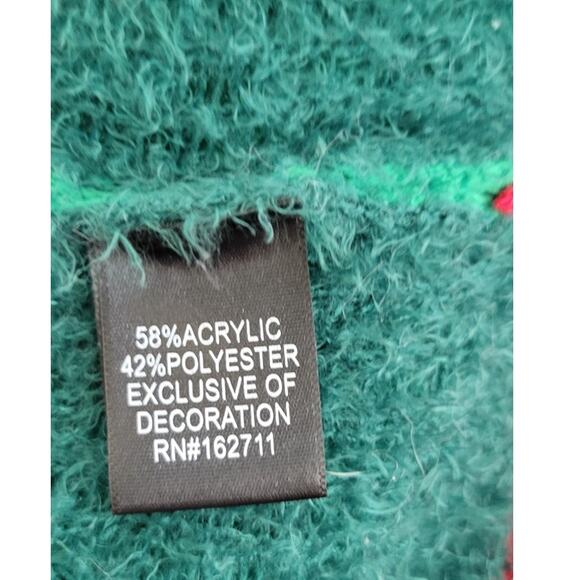 58%ACRYLIC
42%POLYESTER
EXCLUSIVE OF
DECORATION
RN#162711